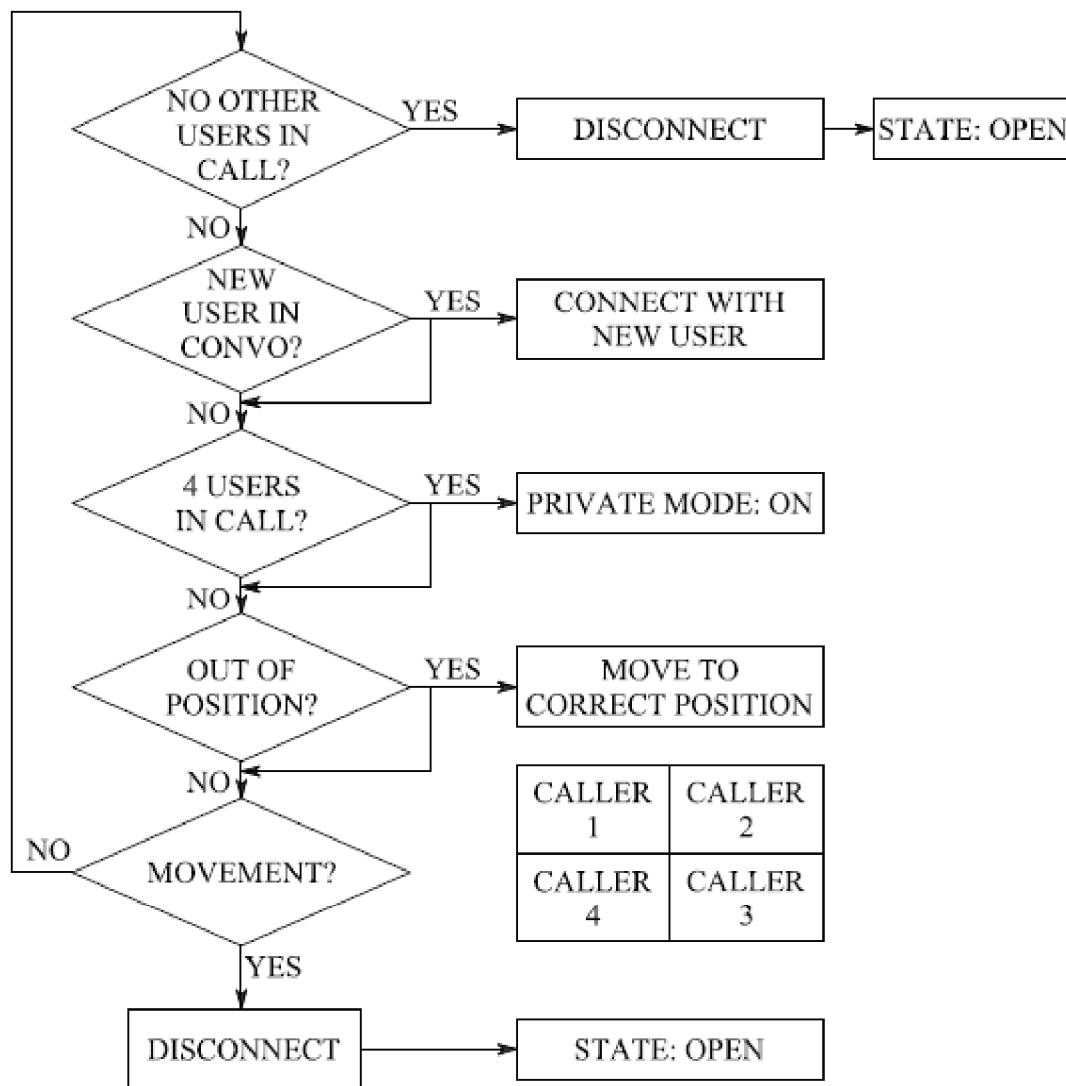 NO OTHER
USERS IN
CALL?
YES
DISCONNECT
STATE: OPEN
NO
NEW
USER IN
CONVO?
YES
CONNECT WITH
NEW USER
NO
4 USERS
IN CALL?
YES
PRIVATE MODE: ON
NO
OUT OF
POSITION?
YES
MOVE TO
CORRECT POSITION
NO
CALLER
1
CALLER
2
CALLER
4
CALLER
3
NO
MOVEMENT?
YES
DISCONNECT
STATE: OPEN